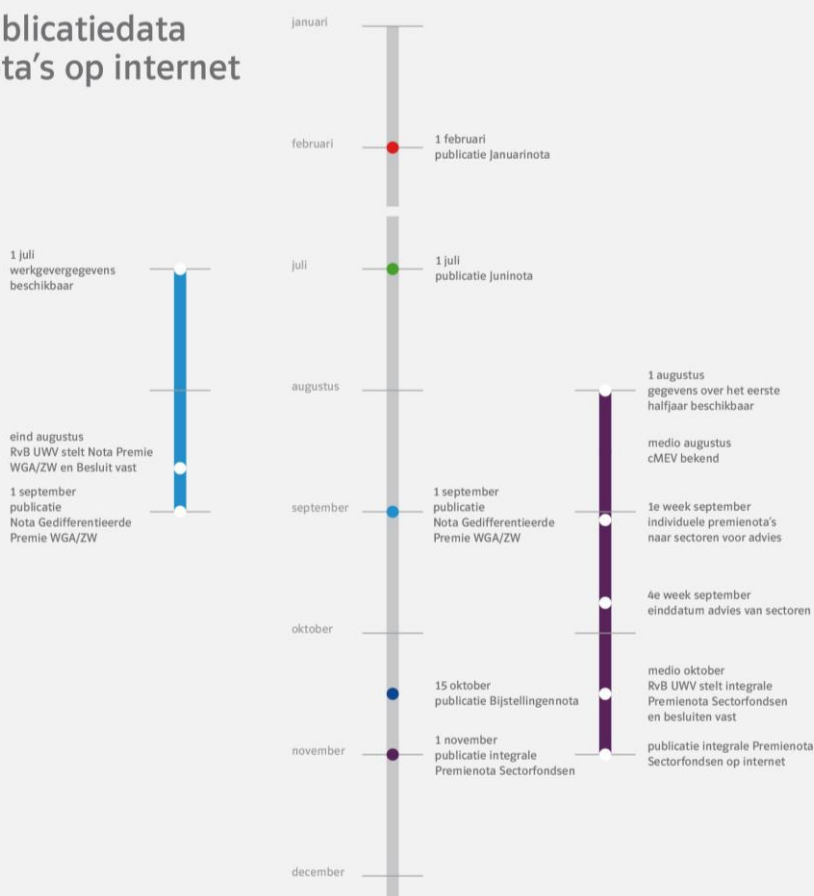 blicatiedata
ta's op internet
januari
februari
1 februari
publicatie Januarinota
1 juli
werkgevergegevens
beschikbaar
juli
1 juli
publicatie Juninota
augustus
1 augustus
gegevens over het eerste
halfjaar beschikbaar
eind augustus
RvB UWV stelt Nota Premie
WGA/ZW en Besluit vast
medio augustus
cMEV bekend
1 september
publicatie
Nota Gedifferentieerde
Premie WGA/ZW
september
1 september
publicatie
Nota Gedifferentieerde
Premie WGA/ZW
1e week september
individuele premienota's
naar sectoren voor advies
4e week september
einddatum advies van sectoren
oktober
15 oktober
publicatie Bijstellingennota
medio oktober
RvB UWV stelt integrale
Premienota Sectorfondsen
en besluiten vast
november
1 november
publicatie integrale
Premienota Sectorfondsen
publicatie integrale Premienota
Sectorfondsen op internet
december